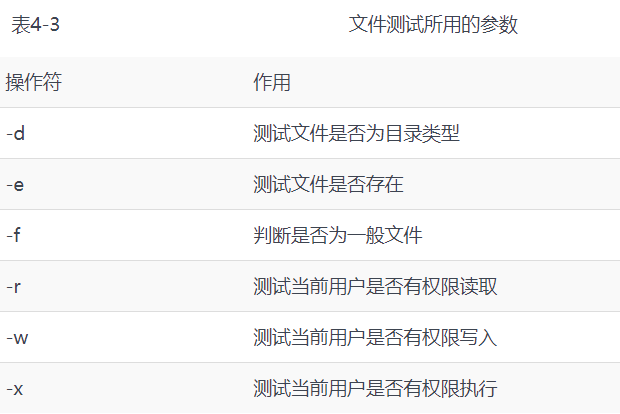 表4-3 文件测试所用的参数
操作符 作用
-d 测试文件是否为目录类型
-e 测试文件是否存在
-f 判断是否为一般文件
-r 测试当前用户是否有权限读取
-w 测试当前用户是否有权限写入
-x 测试当前用户是否有权限执行